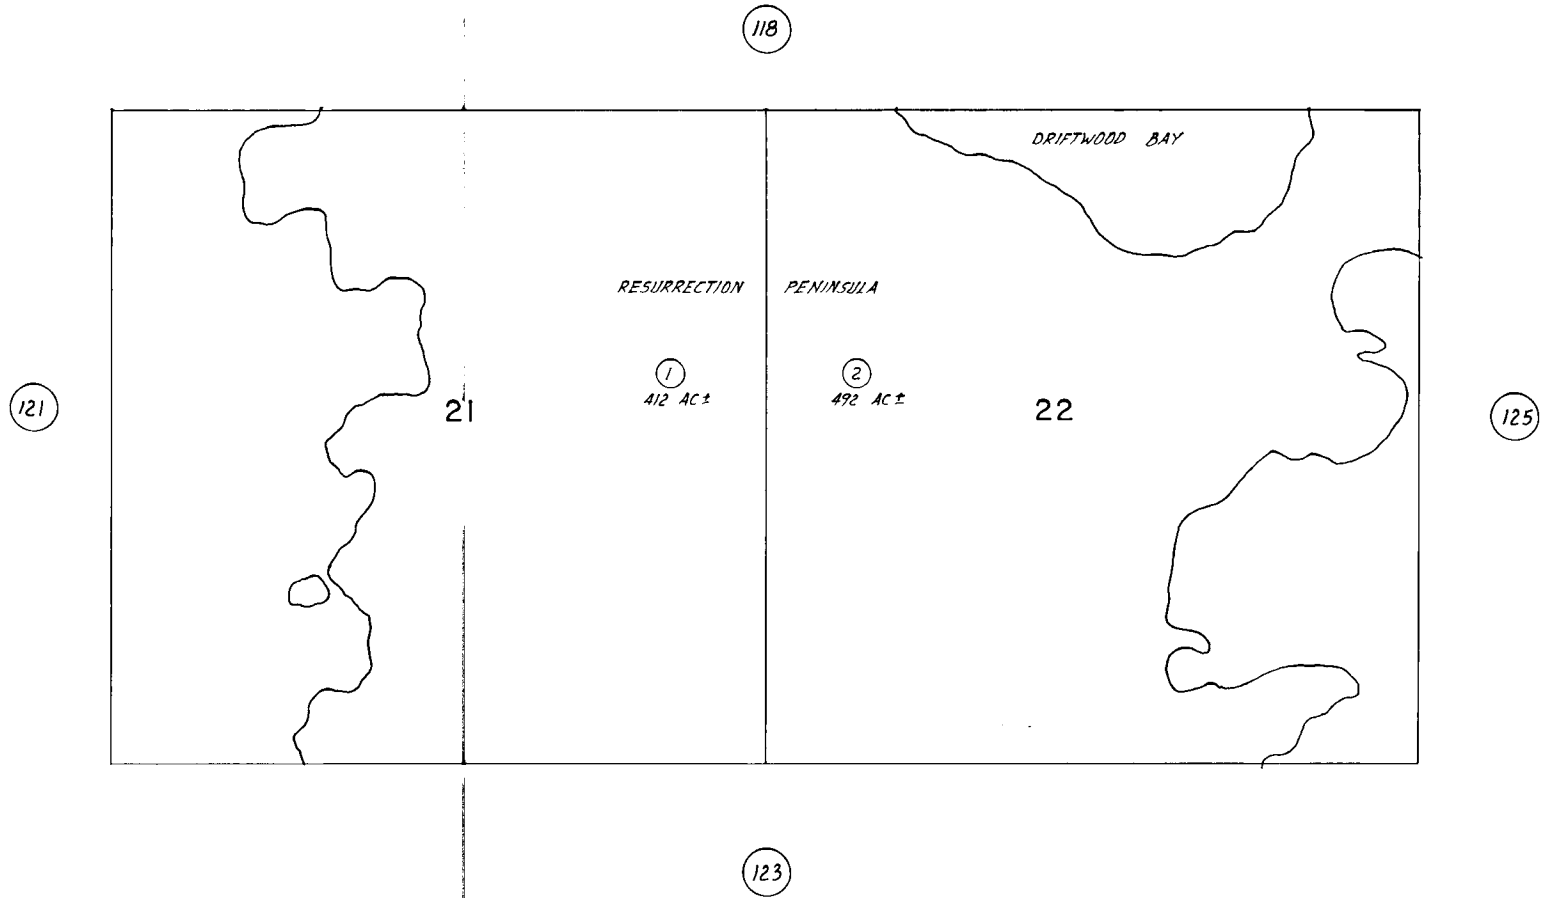 118
DRIFTWOOD BAY
RESURRECTION PENINSULA
1
412 AC ±
2
492 AC ±
121
21
22
125
123